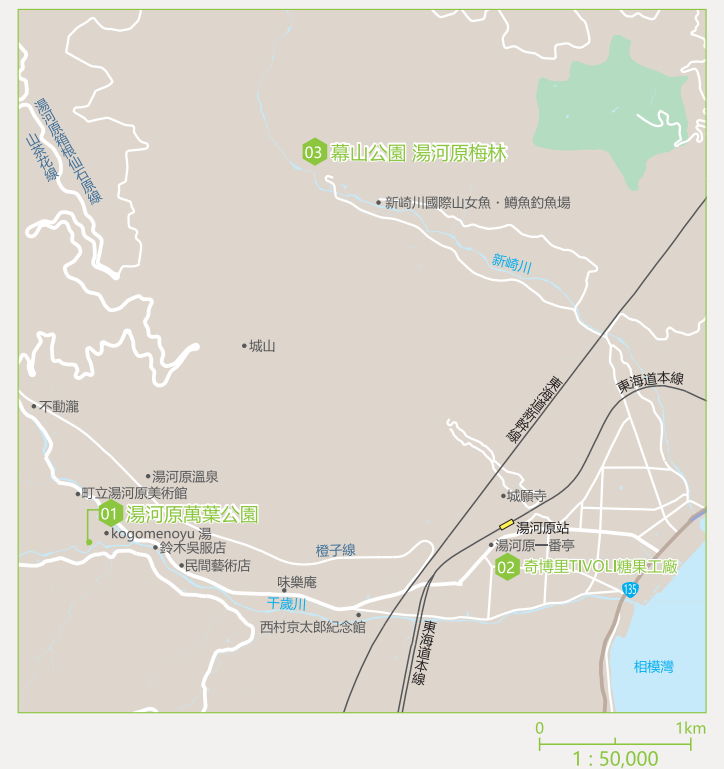 湯河原箱根仙石原線
山茶花線
03 幕山公園 湯河原梅林
新崎川國際山女魚・鱒魚釣魚場
新崎川
城山
東海道本線
東海道新幹線
不動瀧
湯河原溫泉
町立湯河原美術館
城願寺
01 湯河原萬葉公園
湯河原站
kogomenoyu 湯
鈴木吳服店
橙子線
湯河原一番亭
民間藝術店
02 奇博里TIVOLI糖果工廠
味樂庵
135
千歲川
西村京太郎紀念館
東海道本線
相模灣
0 1km
1 : 50,000